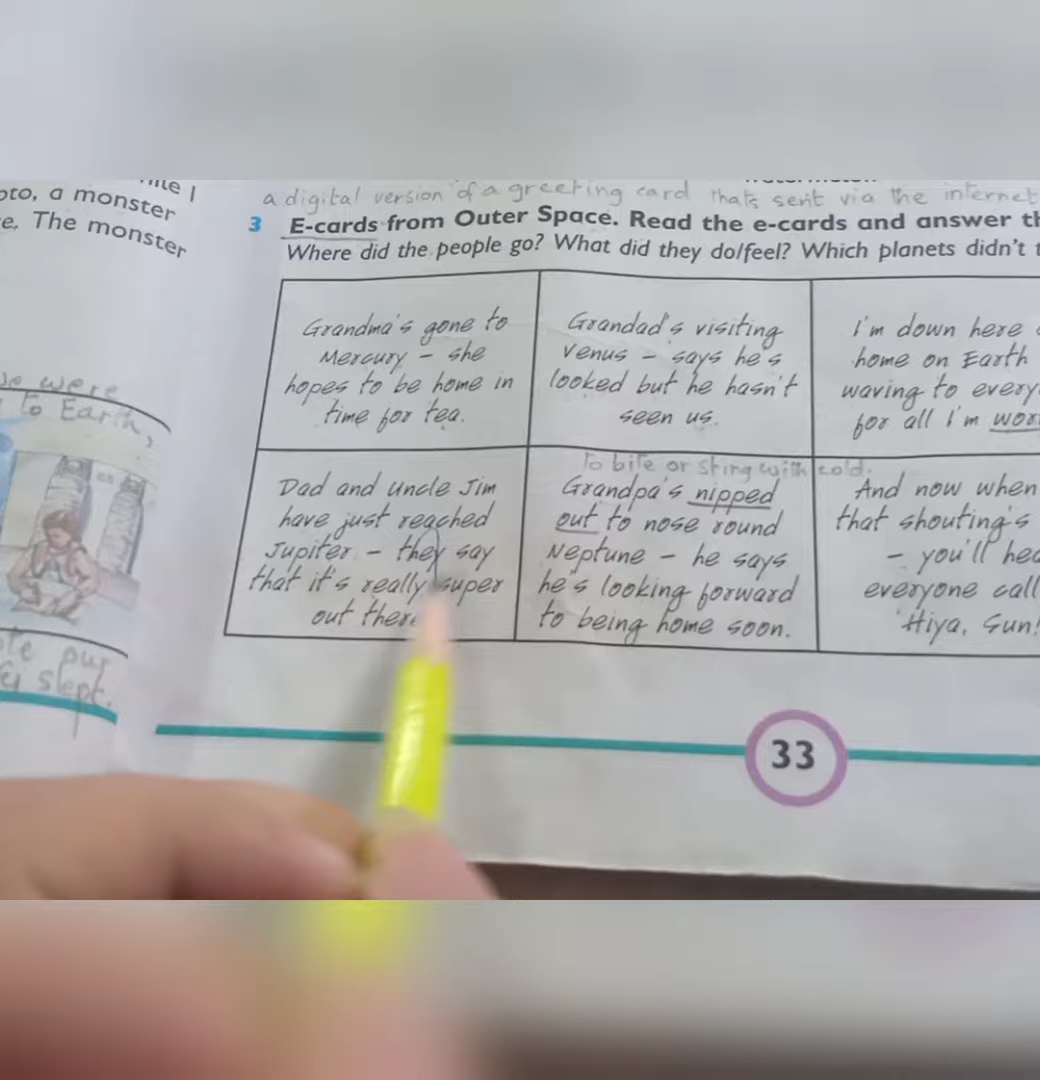 oto, a monster
The monster
a digital version of a greeting card thats sent via the internet
3 E-cards from Outer Space. Read the e-cards and answer th
Where did the people go? What did they do/feel? Which planets didn't
Grandma's gone to
Mercury – she
hopes to be home in
time for tea.
Grandad's visiting
Venus – says he's
looked but he hasn't
seen us.
I'm down here
home on Earth
waving to every
for all I'm wor
Dad and Uncle Jim
have just reached
Jupiter – they say
that it's really super
out there
To bite or sting with cold.
Grandpa's nipped
out to nose round
Neptune – he says
he's looking forward
to being home soon.
And now when
that shouting's
– you'll hea
everyone call
'Hiya, Sun!
were
to Earth,
slept.
33